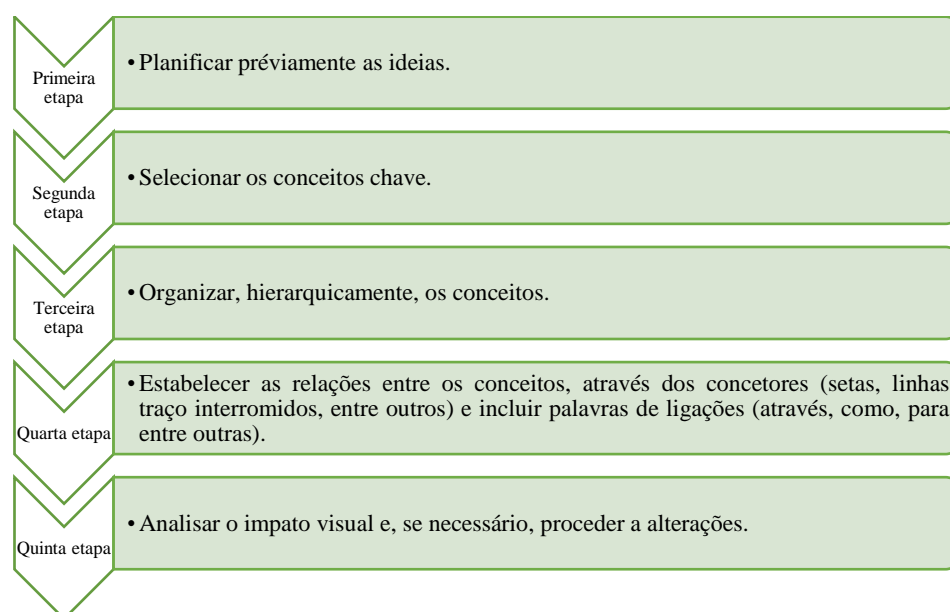 Primeira
etapa
• Planificar préviamente as ideias.
Segunda
etapa
• Selecionar os conceitos chave.
Terceira
etapa
• Organizar, hierarquicamente, os conceitos.
Quarta etapa
• Estabelecer as relações entre os conceitos, através dos concetores (setas, linhas
traço interromidos, entre outros) e incluir palavras de ligações (através, como, para
entre outras).
Quinta etapa
• Analisar o impato visual e, se necessário, proceder a alterações.